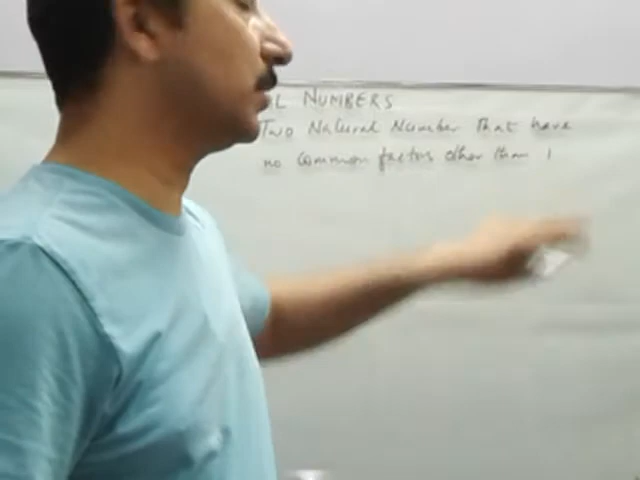 NUMBERS
Two Natural Number That have
no common factors other than 1